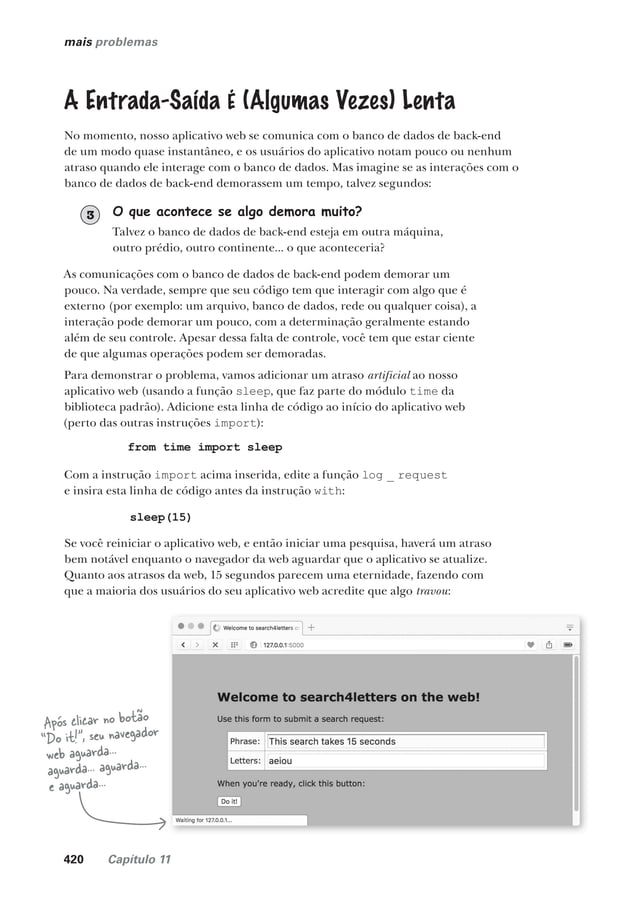 mais problemas
A Entrada-Saída É (Algumas Vezes) Lenta
No momento, nosso aplicativo web se comunica com o banco de dados de back-end
de um modo quase instantâneo, e os usuários do aplicativo notam pouco ou nenhum
atraso quando ele interage com o banco de dados. Mas imagine se as interações com o
banco de dados de back-end demorassem um tempo, talvez segundos:
3 O que acontece se algo demora muito?
Talvez o banco de dados de back-end esteja em outra máquina,
outro prédio, outro continente... o que aconteceria?
As comunicações com o banco de dados de back-end podem demorar um
pouco. Na verdade, sempre que seu código tem que interagir com algo que é
externo (por exemplo: um arquivo, banco de dados, rede ou qualquer coisa), a
interação pode demorar um pouco, com a determinação geralmente estando
além de seu controle. Apesar dessa falta de controle, você tem que estar ciente
de que algumas operações podem ser demoradas.
Para demonstrar o problema, vamos adicionar um atraso artificial ao nosso
aplicativo web (usando a função sleep, que faz parte do módulo time da
biblioteca padrão). Adicione esta linha de código ao início do aplicativo web
(perto das outras instruções import):
from time import sleep
Com a instrução import acima inserida, edite a função log _ request
e insira esta linha de código antes da instrução with:
sleep(15)
Se você reiniciar o aplicativo web, e então iniciar uma pesquisa, haverá um atraso
bem notável enquanto o navegador da web aguardar que o aplicativo se atualize.
Quanto aos atrasos da web, 15 segundos parecem uma eternidade, fazendo com
que a maioria dos usuários do seu aplicativo web acredite que algo travou:
Welcome to search4letters o
127.0.0.1:5000
Welcome to search4letters on the web!
Use this form to submit a search request:
Phrase: This search takes 15 seconds
Letters: aeiou
When you're ready, click this button:
Do it!
Waiting for 127.0.0.1...
Após clicar no botão
"Do it!", seu navegador
web aguarda...
aguarda... aguarda...
e aguarda...
420 Capítulo 11